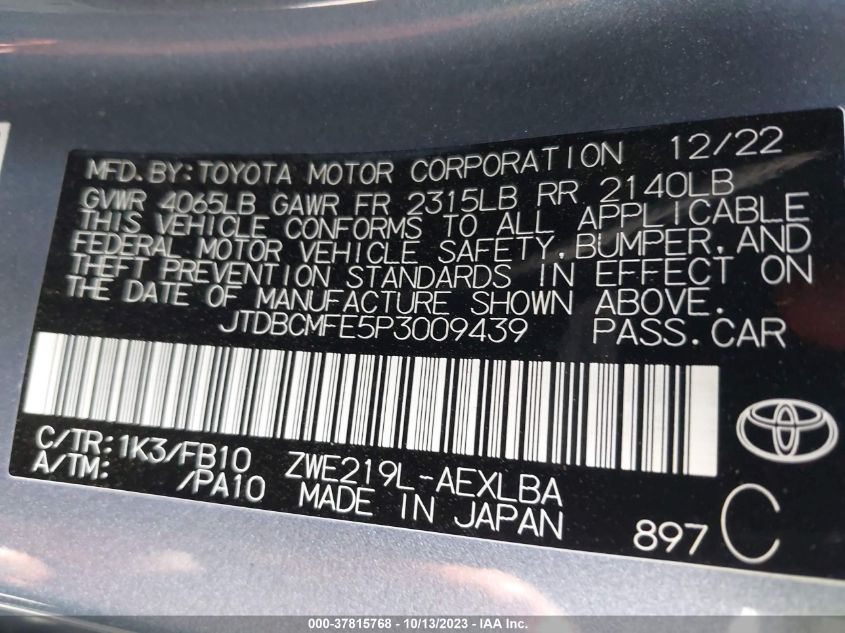 MFD.BY:TOYOTA MOTOR CORPORATION 12/22
GVWR 4065LB GAWR FR 2315LB RR 2140LB
THIS VEHICLE CONFORMS TO ALL APPLICABLE
FEDERAL MOTOR VEHICLE SAFETY,BUMPER,AND
THEFT PREVENTION STANDARDS IN EFFECT ON
THE DATE OF MANUFACTURE SHOWN ABOVE.
JTDBCMFE5P3009439 PASS.CAR
C/TR:1K3/FB10 ZWE219L-AEXLBA
A/TM: /PA10 MADE IN JAPAN
897 C
000-37815768 - 10/13/2023 - IAA Inc.